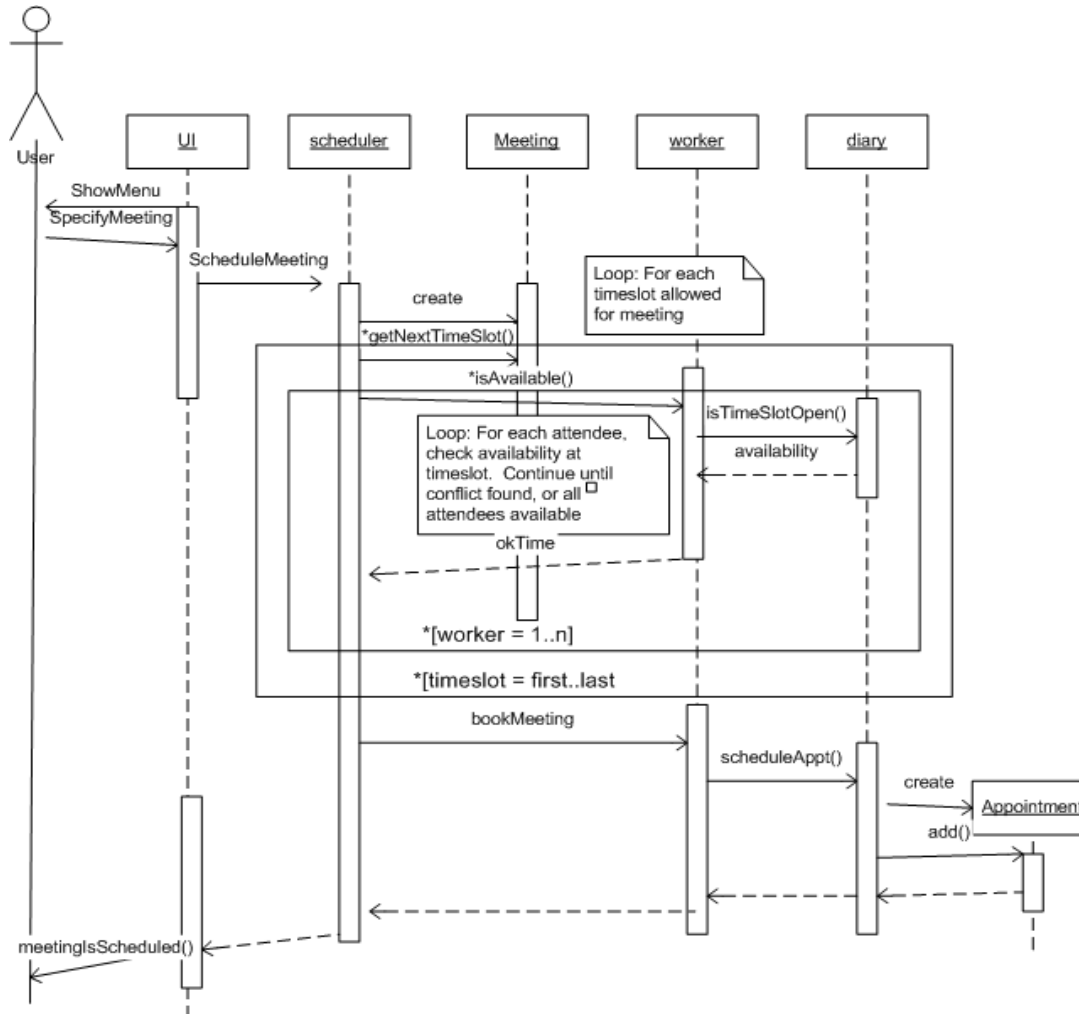 User
UI
scheduler
Meeting
worker
diary
ShowMenu
SpecifyMeeting
ScheduleMeeting
Loop: For each
timeslot allowed
for meeting
create
*getNextTimeSlot()
*isAvailable()
isTimeSlotOpen()
Loop: For each attendee,
check availability at
timeslot. Continue until
conflict found, or all
attendees available
availability
okTime
*[worker = 1..n]
*[timeslot = first..last
bookMeeting
scheduleAppt()
create
Appointment
add()
meetingIsScheduled()